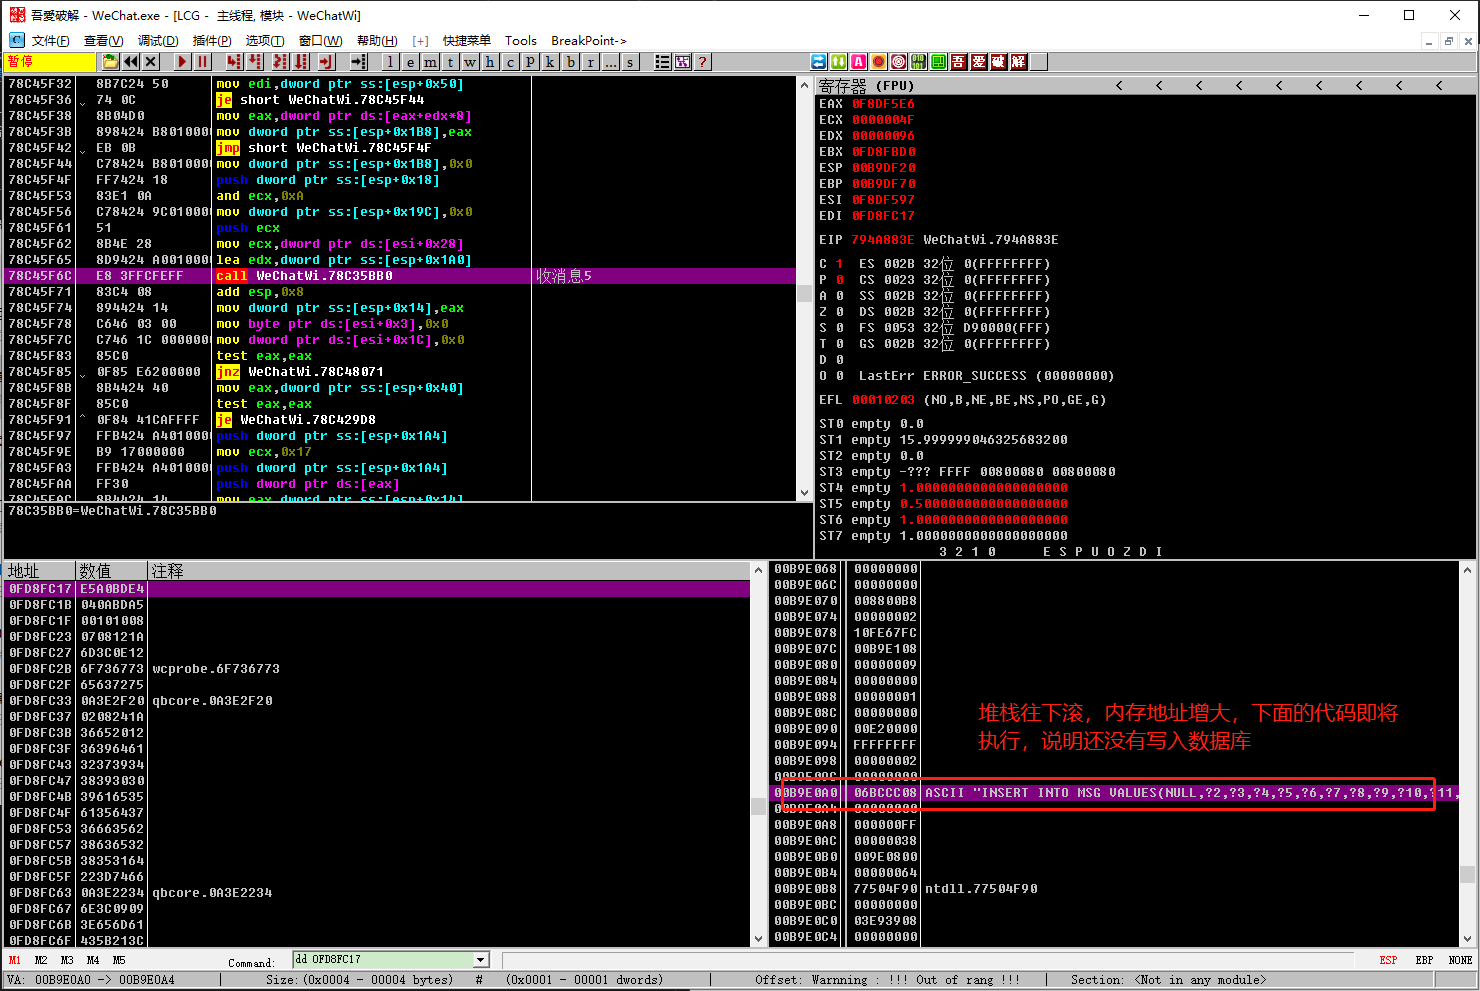 吾愛破解 - WeChat.exe - [LCG - 主线程, 模块 - WeChatWi]
文件(F) 查看(V) 调试(D) 插件(P) 选项(T) 窗口(W) 帮助(H) [+] 快捷菜单 Tools BreakPoint->
暂停 l e m t w h c p k b r ... s ? 吾 爱 破 解
78C45F32 8B7C24 50 mov edi,dword ptr ss:[esp+0x50]
78C45F36 74 0C je short WeChatWi.78C45F44
78C45F38 8B04D0 mov eax,dword ptr ds:[eax+edx*8]
78C45F3B 898424 B801000 mov dword ptr ss:[esp+0x1B8],eax
78C45F42 EB 0B jmp short WeChatWi.78C45F4F
78C45F44 C78424 B801000 mov dword ptr ss:[esp+0x1B8],0x0
78C45F4F FF7424 18 push dword ptr ss:[esp+0x18]
78C45F53 83E1 0A and ecx,0xA
78C45F56 C78424 9C01000 mov dword ptr ss:[esp+0x19C],0x0
78C45F61 51 push ecx
78C45F62 8B4E 28 mov ecx,dword ptr ds:[esi+0x28]
78C45F65 8D9424 A001000 lea edx,dword ptr ss:[esp+0x1A0]
78C45F6C E8 3FFCFEFF call WeChatWi.78C35BB0 收消息5
78C45F71 83C4 08 add esp,0x8
78C45F74 894424 14 mov dword ptr ss:[esp+0x14],eax
78C45F78 C646 03 00 mov byte ptr ds:[esi+0x3],0x0
78C45F7C C746 1C 0000000 mov dword ptr ds:[esi+0x1C],0x0
78C45F83 85C0 test eax,eax
78C45F85 0F85 E6200000 jnz WeChatWi.78C48071
78C45F8B 8B4424 40 mov eax,dword ptr ss:[esp+0x40]
78C45F8F 85C0 test eax,eax
78C45F91 ^ 0F84 41CAFFFF je WeChatWi.78C429D8
78C45F97 FFB424 A401000 push dword ptr ss:[esp+0x1A4]
78C45F9E B9 17000000 mov ecx,0x17
78C45FA3 FFB424 A401000 push dword ptr ss:[esp+0x1A4]
78C45FAA FF30 push dword ptr ds:[eax]
78C45FAC 8B4424 14 mov eax,dword ptr ss:[esp+0x14]
78C35BB0=WeChatWi.78C35BB0
寄存器 (FPU) < < < < < < < < <
EAX 0F8DF5E6
ECX 0000004F
EDX 00000096
EBX 0FD8FBD0
ESP 00B9DF20
EBP 00B9DF70
ESI 0F8DF597
EDI 0FD8FC17
EIP 794A883E WeChatWi.794A883E
C 1 ES 002B 32位 0(FFFFFFFF)
P 0 CS 0023 32位 0(FFFFFFFF)
A 0 SS 002B 32位 0(FFFFFFFF)
Z 0 DS 002B 32位 0(FFFFFFFF)
S 0 FS 0053 32位 D90000(FFF)
T 0 GS 002B 32位 0(FFFFFFFF)
D 0
O 0 LastErr ERROR_SUCCESS (00000000)
EFL 00010203 (NO,B,NE,BE,NS,PO,GE,G)
ST0 empty 0.0
ST1 empty 15.999999046325683200
ST2 empty 0.0
ST3 empty -??? FFFF 00800080 00800080
ST4 empty 1.0000000000000000000
ST5 empty 0.5000000000000000000
ST6 empty 1.0000000000000000000
ST7 empty 1.0000000000000000000
3 2 1 0 E S P U O Z D I
地址 数值 注释
0FD8FC17 E5A0BDE4
0FD8FC1B 040ABDA5
0FD8FC1F 00101008
0FD8FC23 0708121A
0FD8FC27 6D3C0E12
0FD8FC2B 6F736773 wcprobe.6F736773
0FD8FC2F 65637275
0FD8FC33 0A3E2F20 qbcore.0A3E2F20
0FD8FC37 0208241A
0FD8FC3B 36652012
0FD8FC3F 36396461
0FD8FC43 32373934
0FD8FC47 38393030
0FD8FC4B 39616535
0FD8FC4F 61356437
0FD8FC53 36663562
0FD8FC57 38636532
0FD8FC5B 38353164
0FD8FC5F 223D7466
0FD8FC63 0A3E2234 qbcore.0A3E2234
0FD8FC67 6E3C0909
0FD8FC6B 3E656D61
0FD8FC6F 435B213C
00B9E068 00000000
00B9E06C 00000000
00B9E070 008800B8
00B9E074 00000002
00B9E078 10FE67FC
00B9E07C 00B9E108
00B9E080 00000009
00B9E084 00000000
00B9E088 00000001
00B9E08C 00000000
00B9E090 00E20000
00B9E094 FFFFFFFF
00B9E098 00000002
00B9E09C 00000000
00B9E0A0 06BCCC08 ASCII "INSERT INTO MSG VALUES(NULL,?2,?3,?4,?5,?6,?7,?8,?9,?10,?11,
00B9E0A4 00000000
00B9E0A8 000000FF
00B9E0AC 00000038
00B9E0B0 009E0800
00B9E0B4 00000064
00B9E0B8 77504F90 ntdll.77504F90
00B9E0BC 00000000
00B9E0C0 03E93908
00B9E0C4 00000000
堆栈往下滚，内存地址增大，下面的代码即将
执行，说明还没有写入数据库
M1 M2 M3 M4 M5 Command: dd 0FD8FC17 ESP EBP NONE
VA: 00B9E0A0 -> 00B9E0A4 | Size:(0x0004 - 00004 bytes) # (0x0001 - 00001 dwords) | Offset: Warnning : !!! Out of rang !!! | Section: <Not in any module>